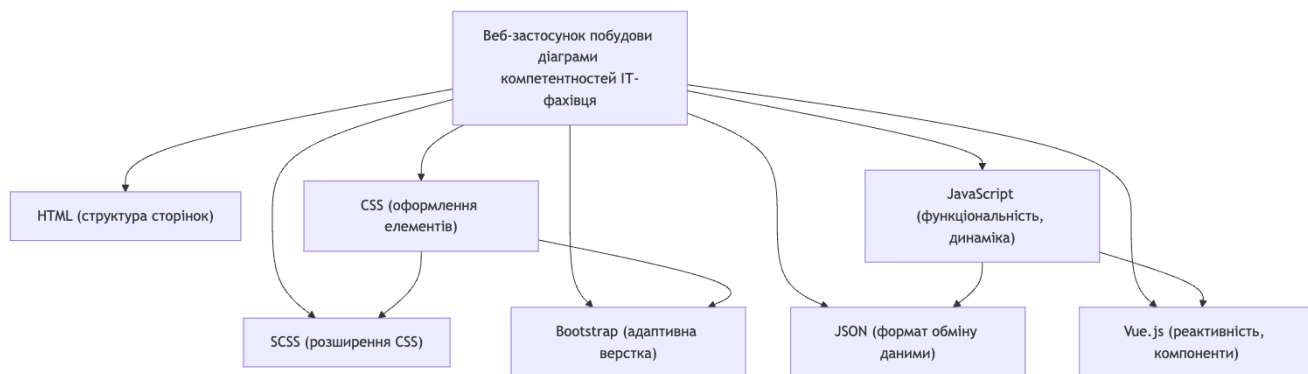 Веб-застосунок побудови
діаграми
компетентностей ІТ-
фахівця
HTML (структура сторінок)
CSS (оформлення
елементів)
JavaScript
(функціональність,
динаміка)
SCSS (розширення CSS)
Bootstrap (адаптивна
верстка)
JSON (формат обміну
даними)
Vue.js (реактивність,
компоненти)